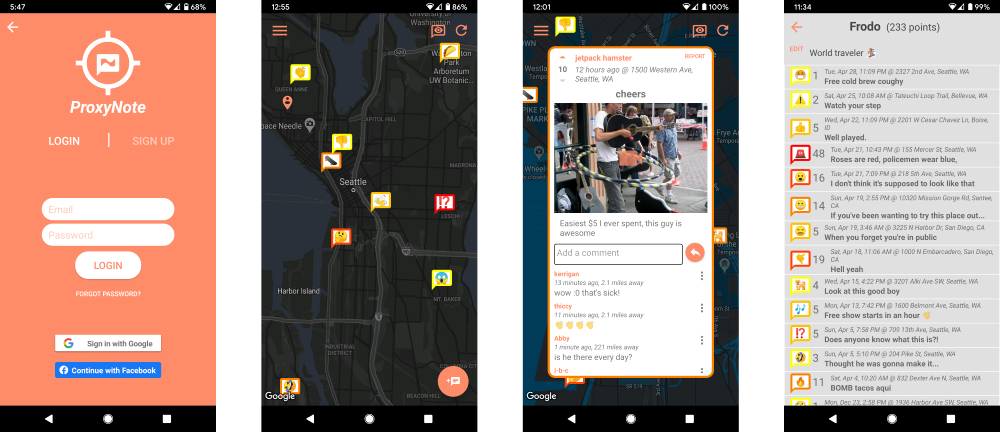 5:47
68%
ProxyNote
LOGIN
SIGN UP
Email
Password
LOGIN
FORGOT PASSWORD?
Sign in with Google
Continue with Facebook
12:55
86%
University of
Washington
Park
Arboretum
UW Botanic...
QUEEN ANNE
CAPITOL HILL
pace Needle
MADRONA
Seattle
LESCHI
Harbor Island
MT. BAKER
INDUSTRIAL
DISTRICT
BEACON HILL
Google
12:01
100%
jetpack hamster
REPORT
10
12 hours ago @ 1500 Western Ave,
Seattle, WA
cheers
Easiest $5 I ever spent, this guy is
awesome
Add a comment
kerrigan
13 minutes ago, 2.1 miles away
wow :0 that's sick!
thiccy
11 minutes ago, 2.1 miles away
Abby
1 minute ago, 221 miles away
is he there every day?
l-b-c
Google
11:34
99%
Frodo (233 points)
EDIT
World traveler
1
Tue, Apr 28, 11:09 PM @ 2327 2nd Ave, Seattle, WA
Free cold brew coughy
2
Sat, Apr 25, 10:08 AM @ Tateuchi Loop Trail, Bellevue, WA
Watch your step
5
Wed, Apr 22, 11:09 PM @ 2201 W Cesar Chavez Ln, Boise,
ID
Well played.
48
Tue, Apr 21, 10:43 PM @ 155 Mercer St, Seattle, WA
Roses are red, policemen wear blue,
16
Tue, Apr 21, 7:09 PM @ 218 5th Ave, Seattle, WA
I don't think it's supposed to look like that
14
Sun, Apr 19, 2:55 PM @ 10320 Mission Gorge Rd, Santee,
CA
If you've been wanting to try this place out...
5
Sun, Apr 19, 3:46 AM @ 3225 N Harbor Dr, San Diego, CA
When you forget you're in public
19
Sat, Apr 18, 11:06 AM @ 1000 N Embarcadero, San Diego,
CA
Hell yeah
4
Wed, Apr 15, 4:22 PM @ 3201 Alki Ave SW, Seattle, WA
Look at this good boy
5
Mon, Apr 13, 7:42 PM @ 1600 Belmont Ave, Seattle, WA
Free show starts in an hour
5
Sun, Apr 5, 7:58 PM @ 709 13th Ave, Seattle, WA
Does anyone know what this is?!
3
Sun, Apr 5, 5:10 PM @ 204 Pike St, Seattle, WA
Thought he was gonna make it...
11
Sat, Apr 4, 10:20 AM @ 832 Dexter Ave N, Seattle, WA
BOMB tacos aqui
Mon, Dec 23, 2:58 PM @ 1936 Harbor Ave SW, Seattle,